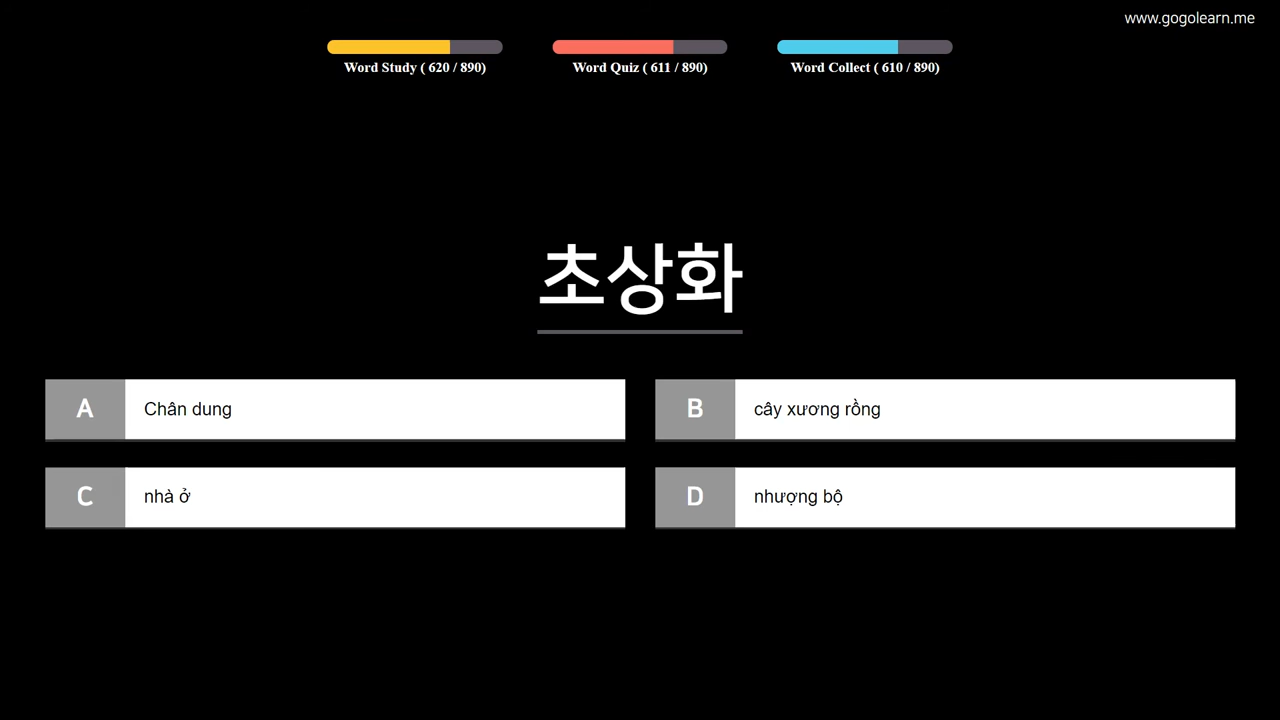 www.gogolearn.me
Word Study ( 620 / 890)
Word Quiz ( 611 / 890)
Word Collect ( 610 / 890)
초상화
A Chân dung
B cây xương rồng
C nhà ở
D nhượng bộ